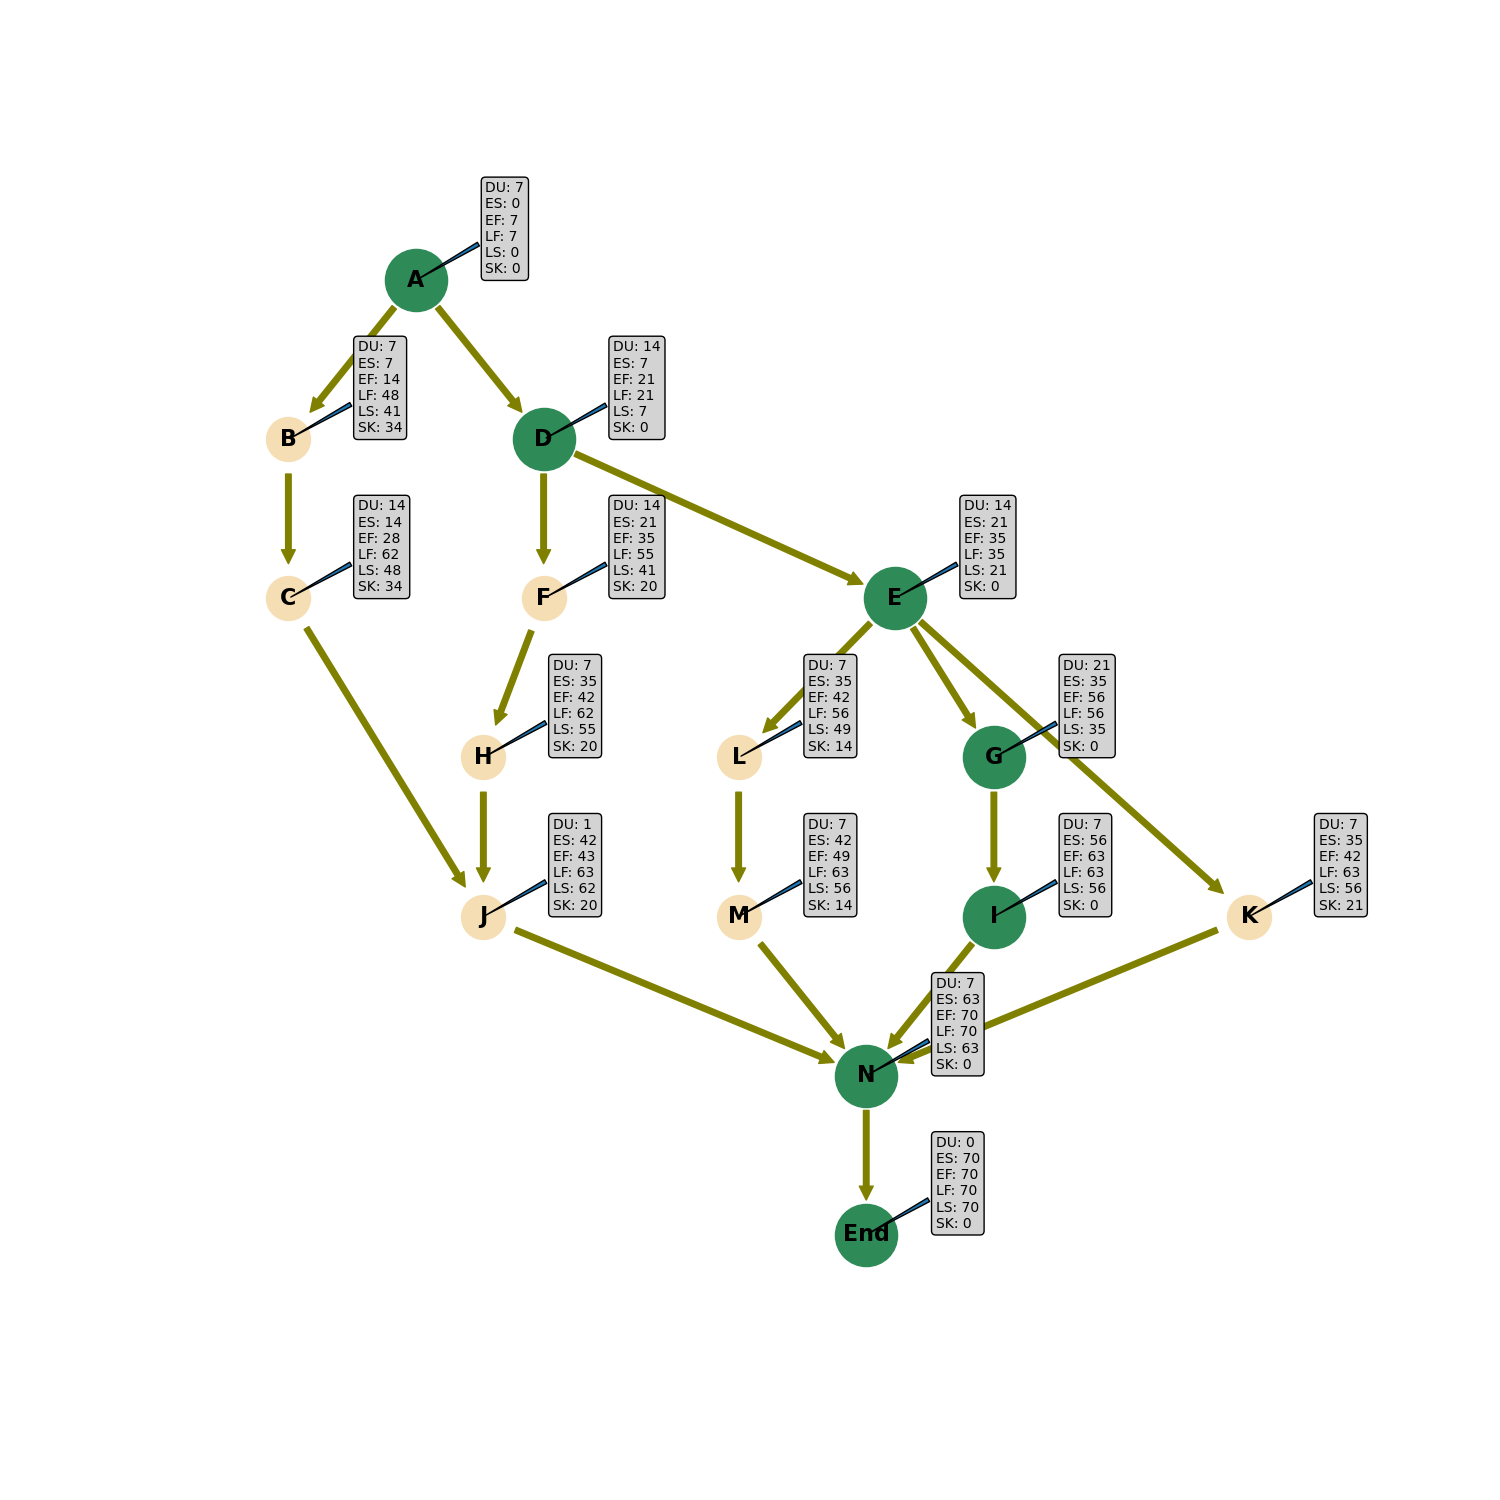 DU: 7
ES: 0
EF: 7
LF: 7
LS: 0
SK: 0
A
DU: 7
ES: 7
EF: 14
LF: 48
LS: 41
SK: 34
B
DU: 14
ES: 7
EF: 21
LF: 21
LS: 7
SK: 0
D
DU: 14
ES: 14
EF: 28
LF: 62
LS: 48
SK: 34
C
DU: 14
ES: 21
EF: 35
LF: 55
LS: 41
SK: 20
F
DU: 14
ES: 21
EF: 35
LF: 35
LS: 21
SK: 0
E
DU: 7
ES: 35
EF: 42
LF: 62
LS: 55
SK: 20
H
DU: 7
ES: 35
EF: 42
LF: 56
LS: 49
SK: 14
L
DU: 21
ES: 35
EF: 56
LF: 56
LS: 35
SK: 0
G
DU: 1
ES: 42
EF: 43
LF: 63
LS: 62
SK: 20
J
DU: 7
ES: 42
EF: 49
LF: 63
LS: 56
SK: 14
M
DU: 7
ES: 56
EF: 63
LF: 63
LS: 56
SK: 0
I
DU: 7
ES: 35
EF: 42
LF: 63
LS: 56
SK: 21
K
DU: 7
ES: 63
EF: 70
LF: 70
LS: 63
SK: 0
N
DU: 0
ES: 70
EF: 70
LF: 70
LS: 70
SK: 0
End